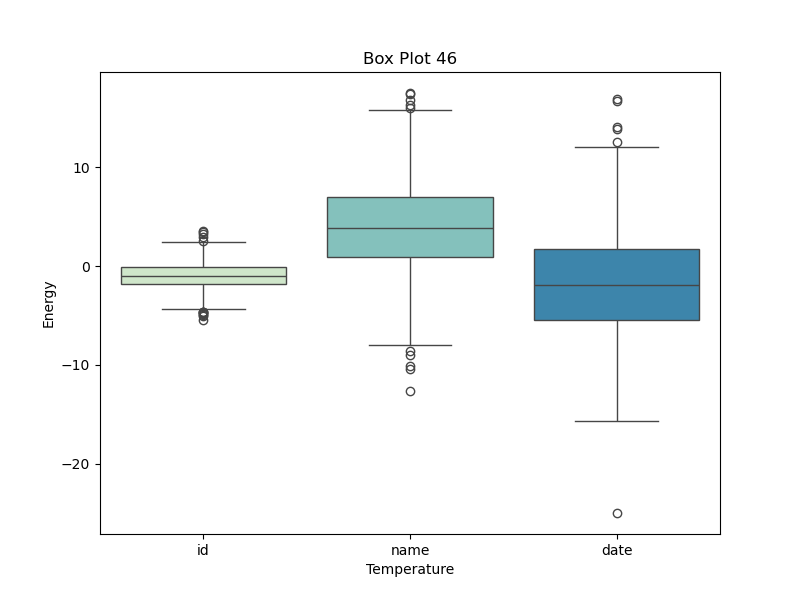 Box Plot 46
Energy
10
0
−10
−20
id name date
Temperature